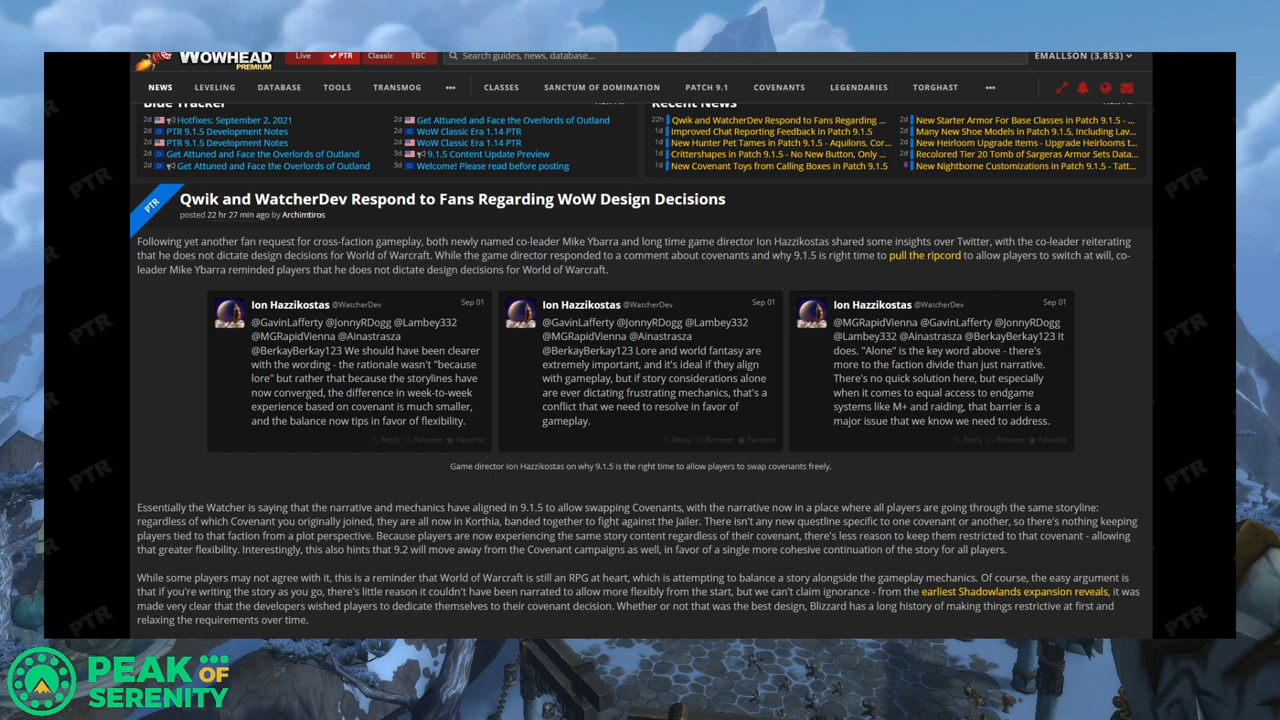 WOWHEAD
PREMIUM
Live ✔ PTR Classic TBC
Search guides, news, database...
EMALLSON (3,853)
NEWS LEVELING DATABASE TOOLS TRANSMOG ••• CLASSES SANCTUM OF DOMINATION PATCH 9.1 COVENANTS LEGENDARIES TORGHAST •••
Blue Tracker
Recent News
2d Hotfixes: September 2, 2021
2d PTR 9.1.5 Development Notes
2d PTR 9.1.5 Development Notes
2d Get Attuned and Face the Overlords of Outland
2d Get Attuned and Face the Overlords of Outland
2d Get Attuned and Face the Overlords of Outland
2d WoW Classic Era 1.14 PTR
2d WoW Classic Era 1.14 PTR
3d 9.1.5 Content Update Preview
3d Welcome! Please read before posting
22h Qwik and WatcherDev Respond to Fans Regarding ...
1d Improved Chat Reporting Feedback in Patch 9.1.5
1d New Hunter Pet Tames in Patch 9.1.5 - Aquilons, Cor...
1d Crittershapes in Patch 9.1.5 - No New Button, Only ...
1d New Covenant Toys from Calling Boxes in Patch 9.1.5
2d New Starter Armor For Base Classes in Patch 9.1.5 - ...
2d Many New Shoe Models in Patch 9.1.5, Including Lav...
2d New Heirloom Upgrade Items - Upgrade Heirlooms t...
2d Recolored Tier 20 Tomb of Sargeras Armor Sets Data...
New Nightborne Customizations in Patch 9.1.5 - Tatt...
PTR
Qwik and WatcherDev Respond to Fans Regarding WoW Design Decisions
posted 22 hr 27 min ago by Archimtiros
Following yet another fan request for cross-faction gameplay, both newly named co-leader Mike Ybarra and long time game director Ion Hazzikostas shared some insights over Twitter, with the co-leader reiterating
that he does not dictate design decisions for World of Warcraft. While the game director responded to a comment about covenants and why 9.1.5 is right time to pull the ripcord to allow players to switch at will, co-
leader Mike Ybarra reminded players that he does not dictate design decisions for World of Warcraft.
Ion Hazzikostas @WatcherDev Sep 01
@GavinLafferty @JonnyRDogg @Lambey332
@MGRapidVienna @Ainastrasza
@BerkayBerkay123 We should have been clearer
with the wording - the rationale wasn't "because
lore" but rather that because the storylines have
now converged, the difference in week-to-week
experience based on covenant is much smaller,
and the balance now tips in favor of flexibility.
Reply Retweet Favorite
Ion Hazzikostas @WatcherDev Sep 01
@GavinLafferty @JonnyRDogg @Lambey332
@MGRapidVienna @Ainastrasza
@BerkayBerkay123 Lore and world fantasy are
extremely important, and it's ideal if they align
with gameplay, but if story considerations alone
are ever dictating frustrating mechanics, that's a
conflict that we need to resolve in favor of
gameplay.
Reply Retweet Favorite
Ion Hazzikostas @WatcherDev Sep 01
@MGRapidVienna @GavinLafferty @JonnyRDogg
@Lambey332 @Ainastrasza @BerkayBerkay123 It
does. "Alone" is the key word above - there's
more to the faction divide than just narrative.
There's no quick solution here, but especially
when it comes to equal access to endgame
systems like M+ and raiding, that barrier is a
major issue that we know we need to address.
Reply Retweet Favorite
Game director Ion Hazzikostas on why 9.1.5 is the right time to allow players to swap covenants freely.
Essentially the Watcher is saying that the narrative and mechanics have aligned in 9.1.5 to allow swapping Covenants, with the narrative now in a place where all players are going through the same storyline:
regardless of which Covenant you originally joined, they are all now in Korthia, banded together to fight against the Jailer. There isn't any new questline specific to one covenant or another, so there's nothing keeping
players tied to that faction from a plot perspective. Because players are now experiencing the same story content regardless of their covenant, there's less reason to keep them restricted to that covenant - allowing
that greater flexibility. Interestingly, this also hints that 9.2 will move away from the Covenant campaigns as well, in favor of a single more cohesive continuation of the story for all players.
While some players may not agree with it, this is a reminder that World of Warcraft is still an RPG at heart, which is attempting to balance a story alongside the gameplay mechanics. Of course, the easy argument is
that if you're writing the story as you go, there's little reason it couldn't have been narrated to allow more flexibly from the start, but we can't claim ignorance - from the earliest Shadowlands expansion reveals, it was
made very clear that the developers wished players to dedicate themselves to their covenant decision. Whether or not that was the best design, Blizzard has a long history of making things restrictive at first and
relaxing the requirements over time.
PTR
PTR
PTR
PTR
PTR
PTR
PTR
PTR
PEAK OF
SERENITY